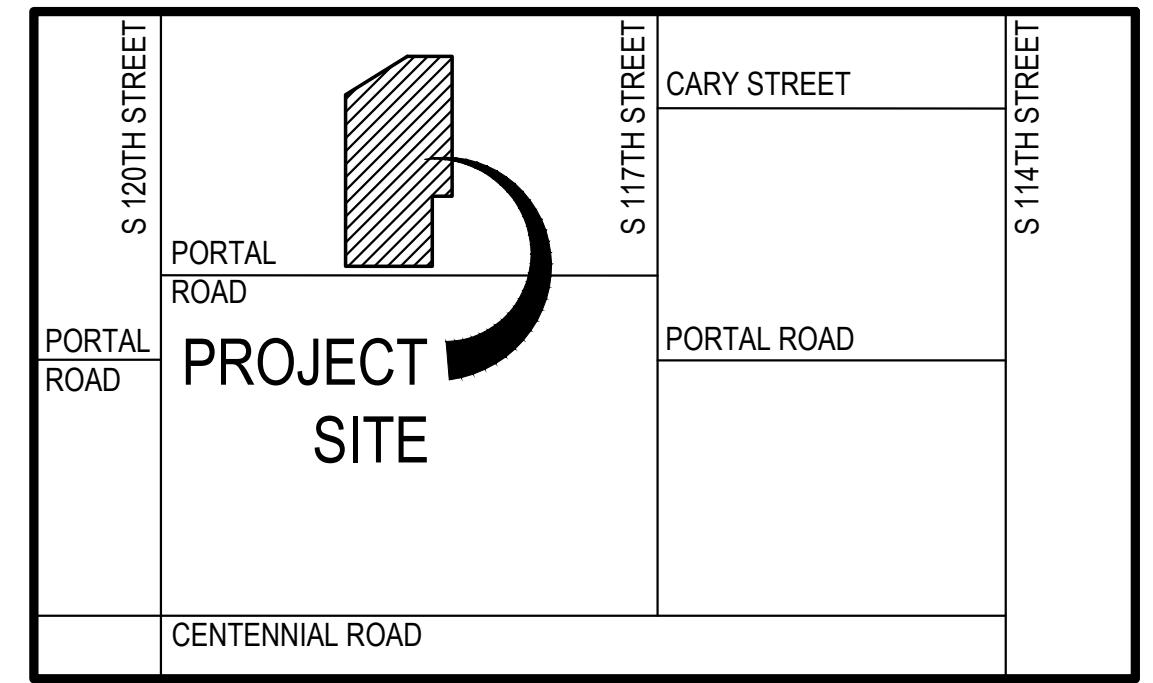 S 120TH STREET
S 117TH STREET
CARY STREET
S 114TH STREET
PORTAL
ROAD
PORTAL
ROAD
PORTAL ROAD
PROJECT
SITE
CENTENNIAL ROAD